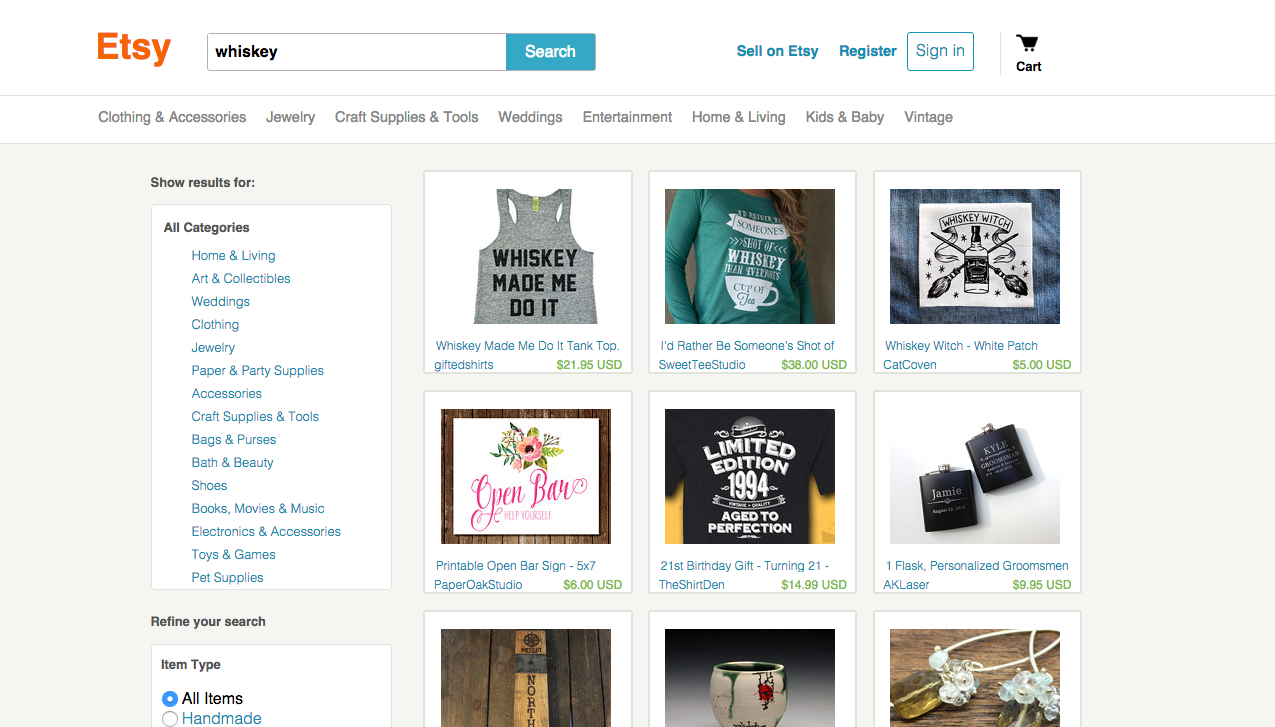 Etsy
whiskey
Search
Sell on Etsy
Register
Sign in
Cart
Clothing & Accessories
Jewelry
Craft Supplies & Tools
Weddings
Entertainment
Home & Living
Kids & Baby
Vintage
Show results for:
All Categories
Home & Living
Art & Collectibles
Weddings
Clothing
Jewelry
Paper & Party Supplies
Accessories
Craft Supplies & Tools
Bags & Purses
Bath & Beauty
Shoes
Books, Movies & Music
Electronics & Accessories
Toys & Games
Pet Supplies
Refine your search
Item Type
All Items
Handmade
WHISKEY
MADE ME
DO IT
Whiskey Made Me Do It Tank Top.
giftedshirts
$21.95 USD
I'D RATHER BE
SOMEONE'S
SHOT OF
WHISKEY
THAN EVERYONE'S
CUP OF
Tea
I'd Rather Be Someone's Shot of
SweetTeeStudio
$38.00 USD
WHISKEY WITCH
Whiskey Witch - White Patch
CatCoven
$5.00 USD
Open Bar
HELP YOURSELF
Printable Open Bar Sign - 5x7
PaperOakStudio
$6.00 USD
LIMITED
EDITION
1994
VINTAGE QUALITY
AGED TO
PERFECTION
21st Birthday Gift - Turning 21 -
TheShirtDen
$14.99 USD
KYLE
GROOMSMAN
Jamie
August 22, 2015
1 Flask, Personalized Groomsmen
AKLaser
$9.95 USD
NORTH